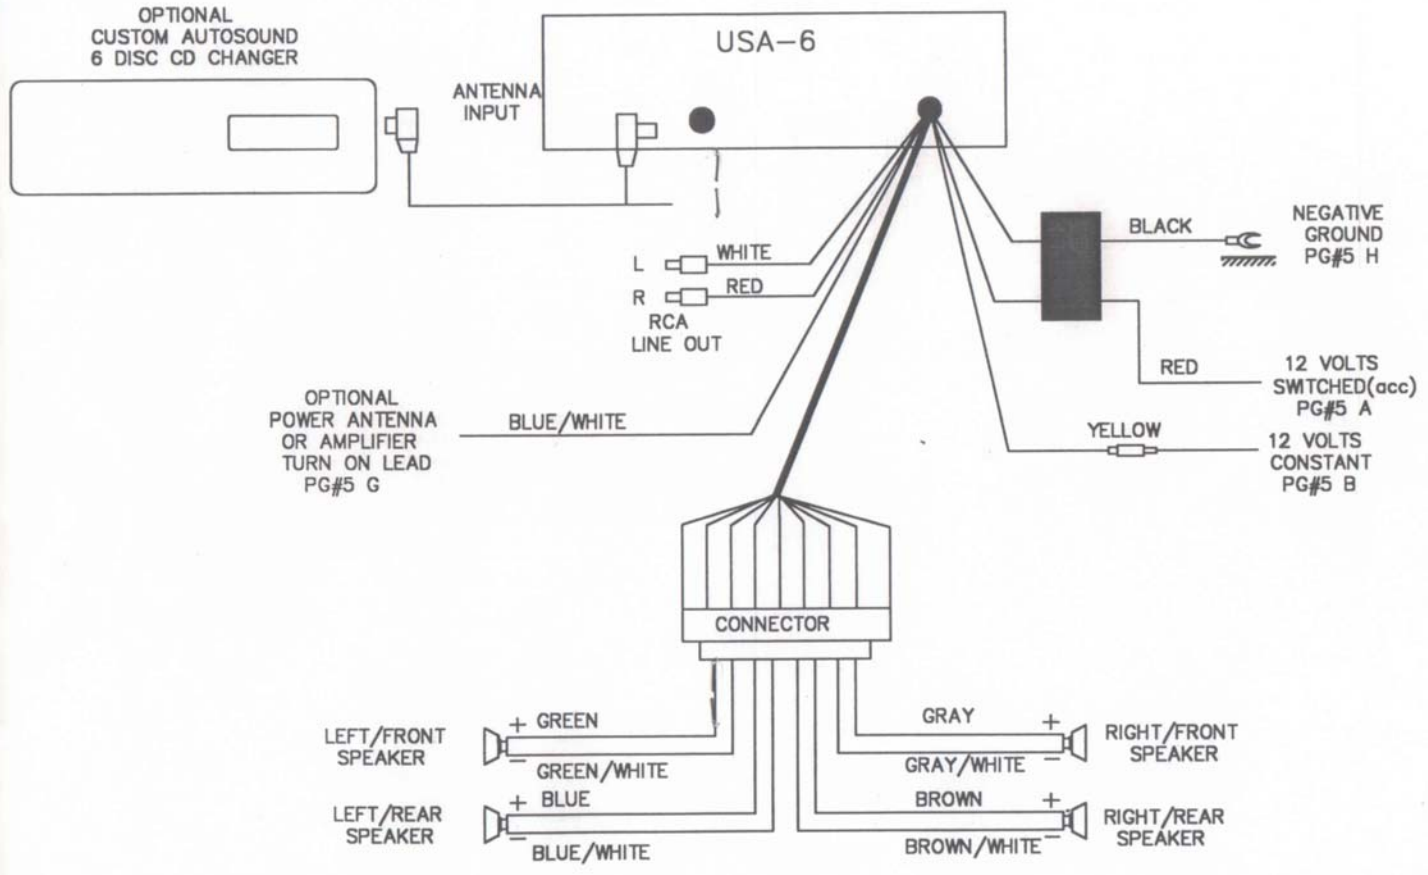 OPTIONAL
CUSTOM AUTOSOUND
6 DISC CD CHANGER
USA-6
ANTENNA
INPUT
L
WHITE
R
RED
RCA
LINE OUT
BLACK
NEGATIVE
GROUND
PG#5 H
RED
12 VOLTS
SWITCHED(acc)
PG#5 A
OPTIONAL
POWER ANTENNA
OR AMPLIFIER
TURN ON LEAD
PG#5 G
BLUE/WHITE
YELLOW
12 VOLTS
CONSTANT
PG#5 B
CONNECTOR
LEFT/FRONT
SPEAKER
+ GREEN
- GREEN/WHITE
GRAY +
GRAY/WHITE -
RIGHT/FRONT
SPEAKER
LEFT/REAR
SPEAKER
+ BLUE
- BLUE/WHITE
BROWN +
BROWN/WHITE -
RIGHT/REAR
SPEAKER